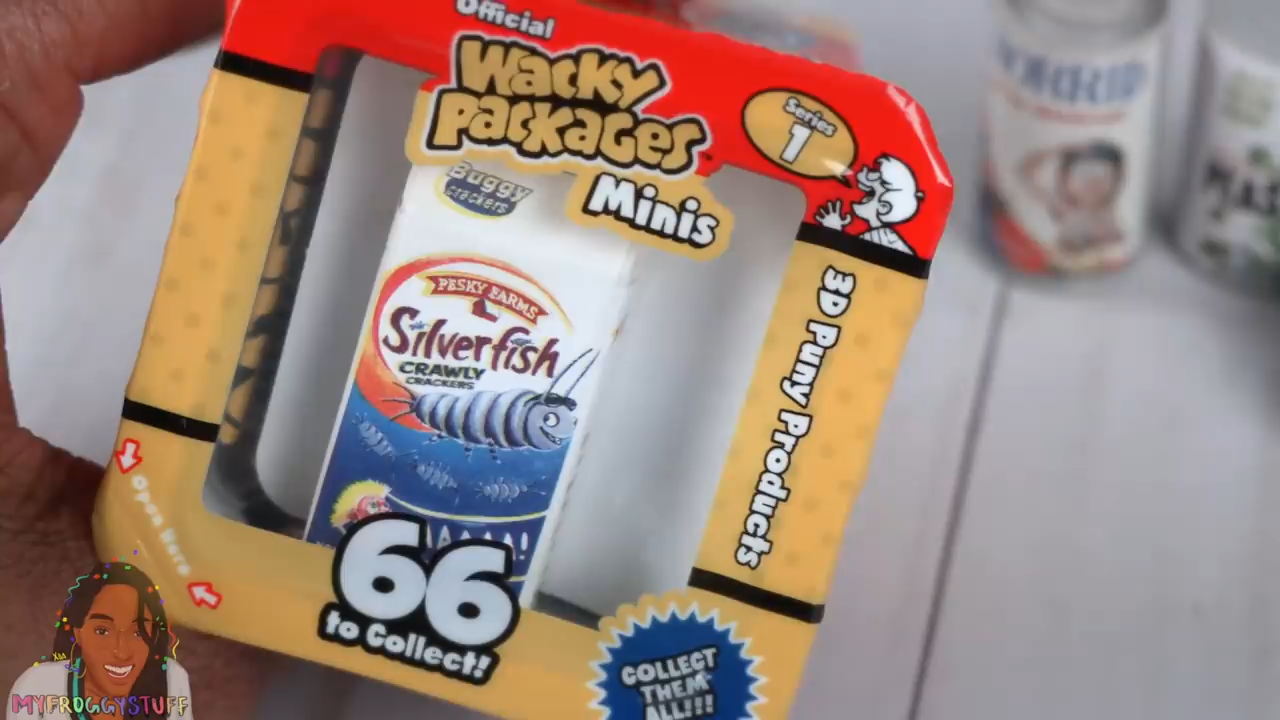 Official
Wacky
Packages
Minis
Series
1
Buggy
crackers
PESKY FARMS
Silverfish
CRAWLY
CRACKERS
3D Puny Products
Open Here
66
to Collect!
COLLECT
THEM
ALL!!!
MYFROGGYSTUFF